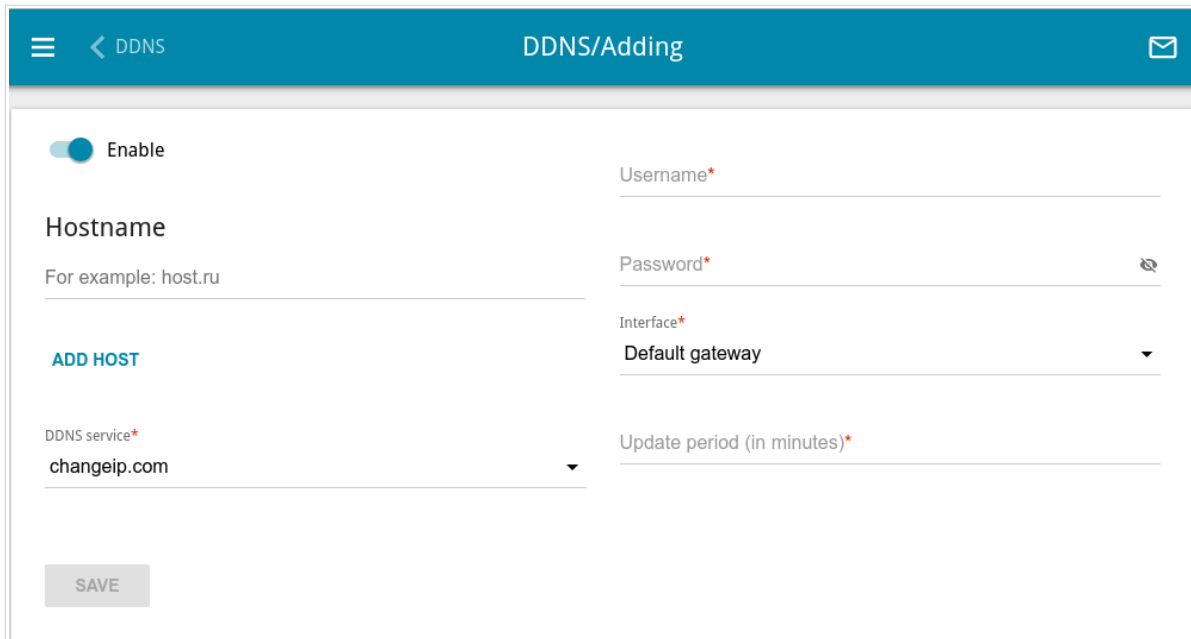 DDNS
DDNS/Adding
Enable
Hostname
For example: host.ru
ADD HOST
DDNS service*
changeip.com
SAVE
Username*
Password*
Interface*
Default gateway
Update period (in minutes)*